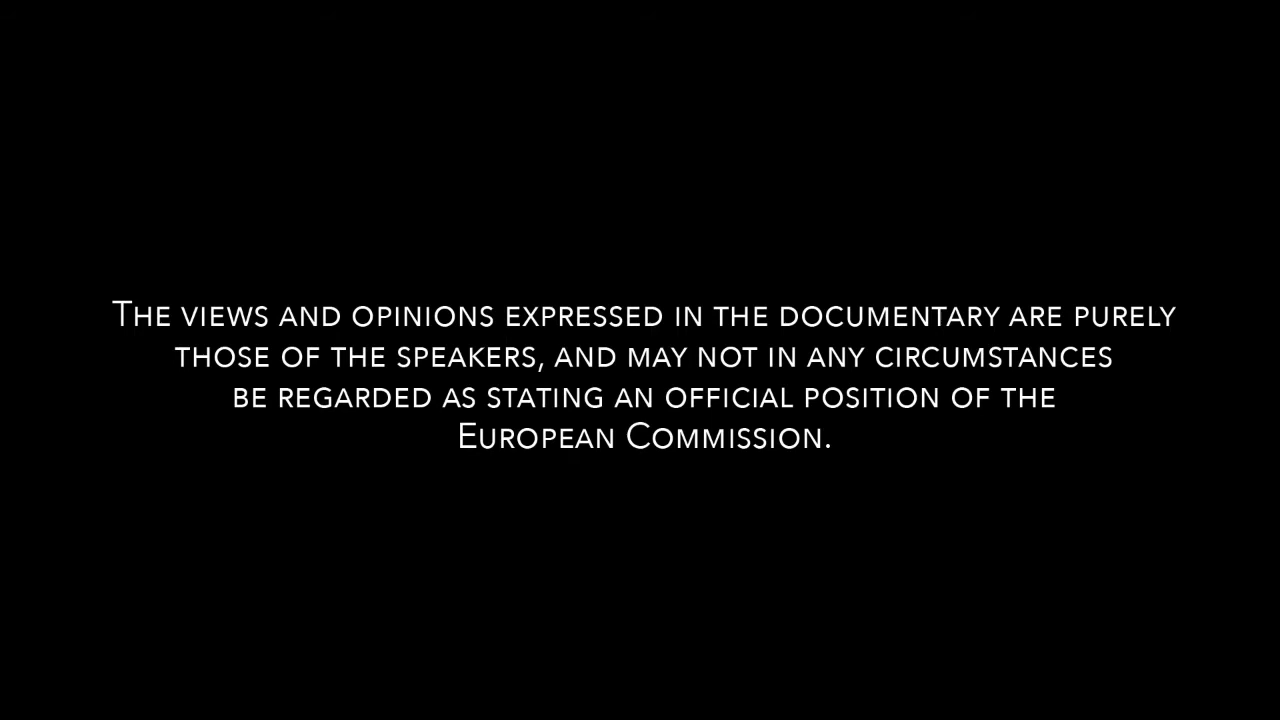 The views and opinions expressed in the documentary are purely
those of the speakers, and may not in any circumstances
be regarded as stating an official position of the
European Commission.